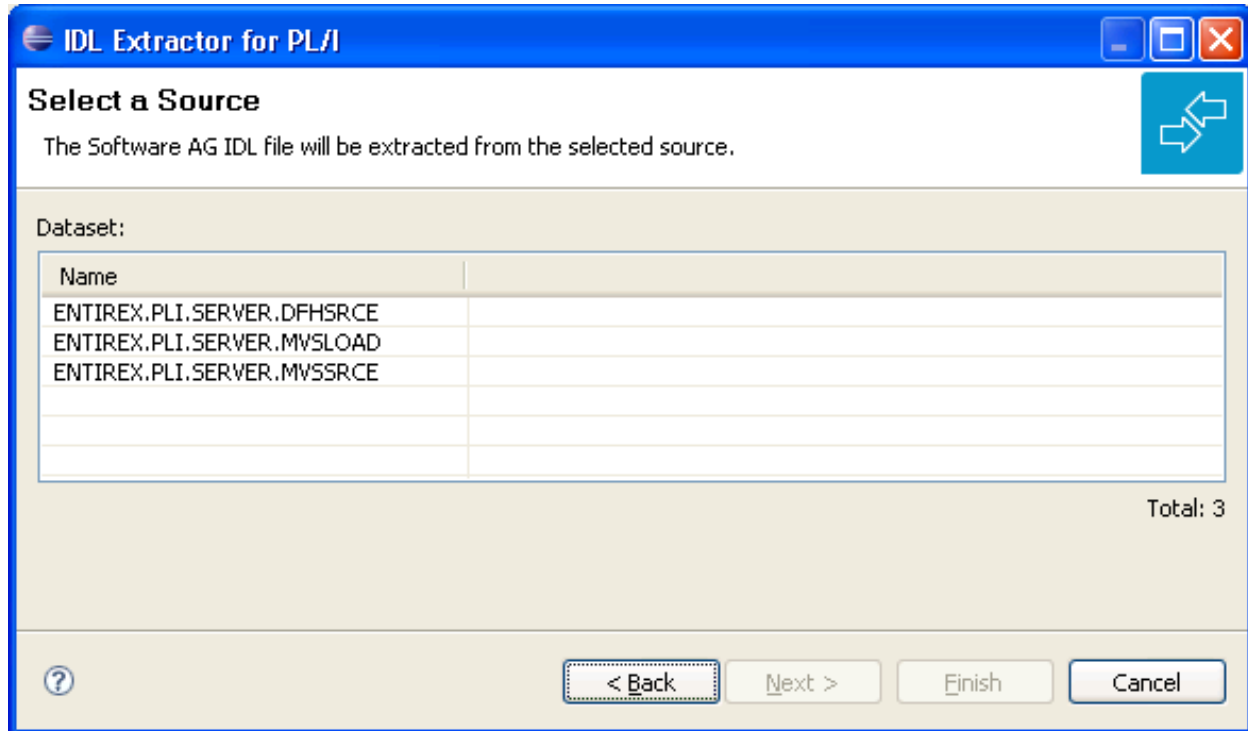 IDL Extractor for PL/I
Select a Source
The Software AG IDL file will be extracted from the selected source.
Dataset:
Name
ENTIREX.PLI.SERVER.DFHSRCE
ENTIREX.PLI.SERVER.MVSLOAD
ENTIREX.PLI.SERVER.MVSSRCE
Total: 3
? < Back Next > Finish Cancel